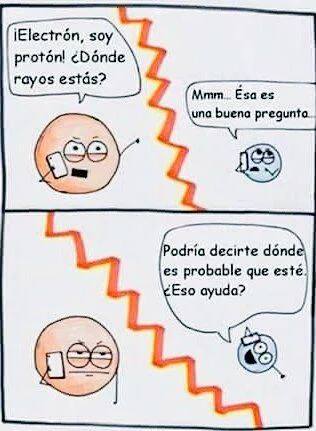 ¡Electrón, soy
protón! ¿Dónde
rayos estás?
Mmm... Ésa es
una buena pregunta...
Podría decirte dónde
es probable que esté.
¿Eso ayuda?